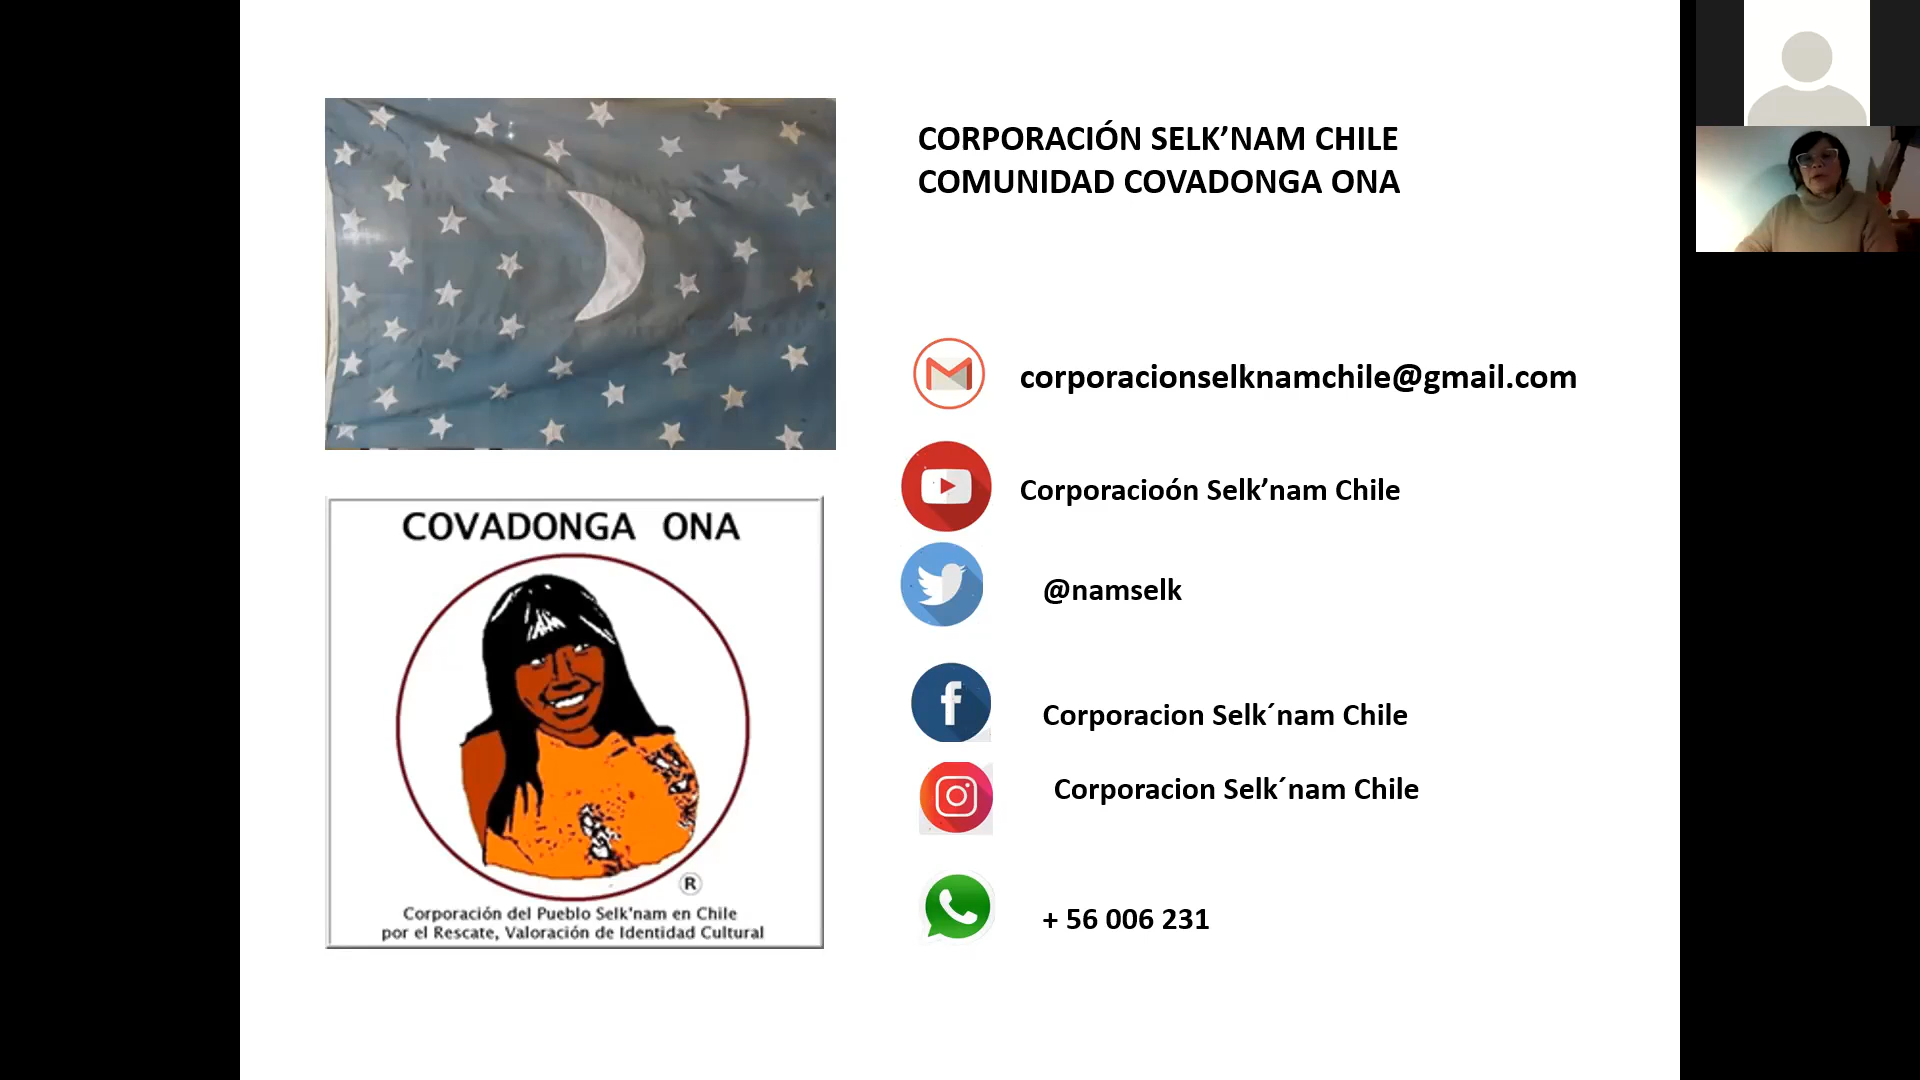 CORPORACIÓN SELK’NAM CHILE
COMUNIDAD COVADONGA ONA
corporacionselknamchile@gmail.com
Corporacioón Selk’nam Chile
@namselk
Corporacion Selk´nam Chile
Corporacion Selk´nam Chile
+ 56 006 231
COVADONGA ONA
®
Corporación del Pueblo Selk'nam en Chile
por el Rescate, Valoración de Identidad Cultural